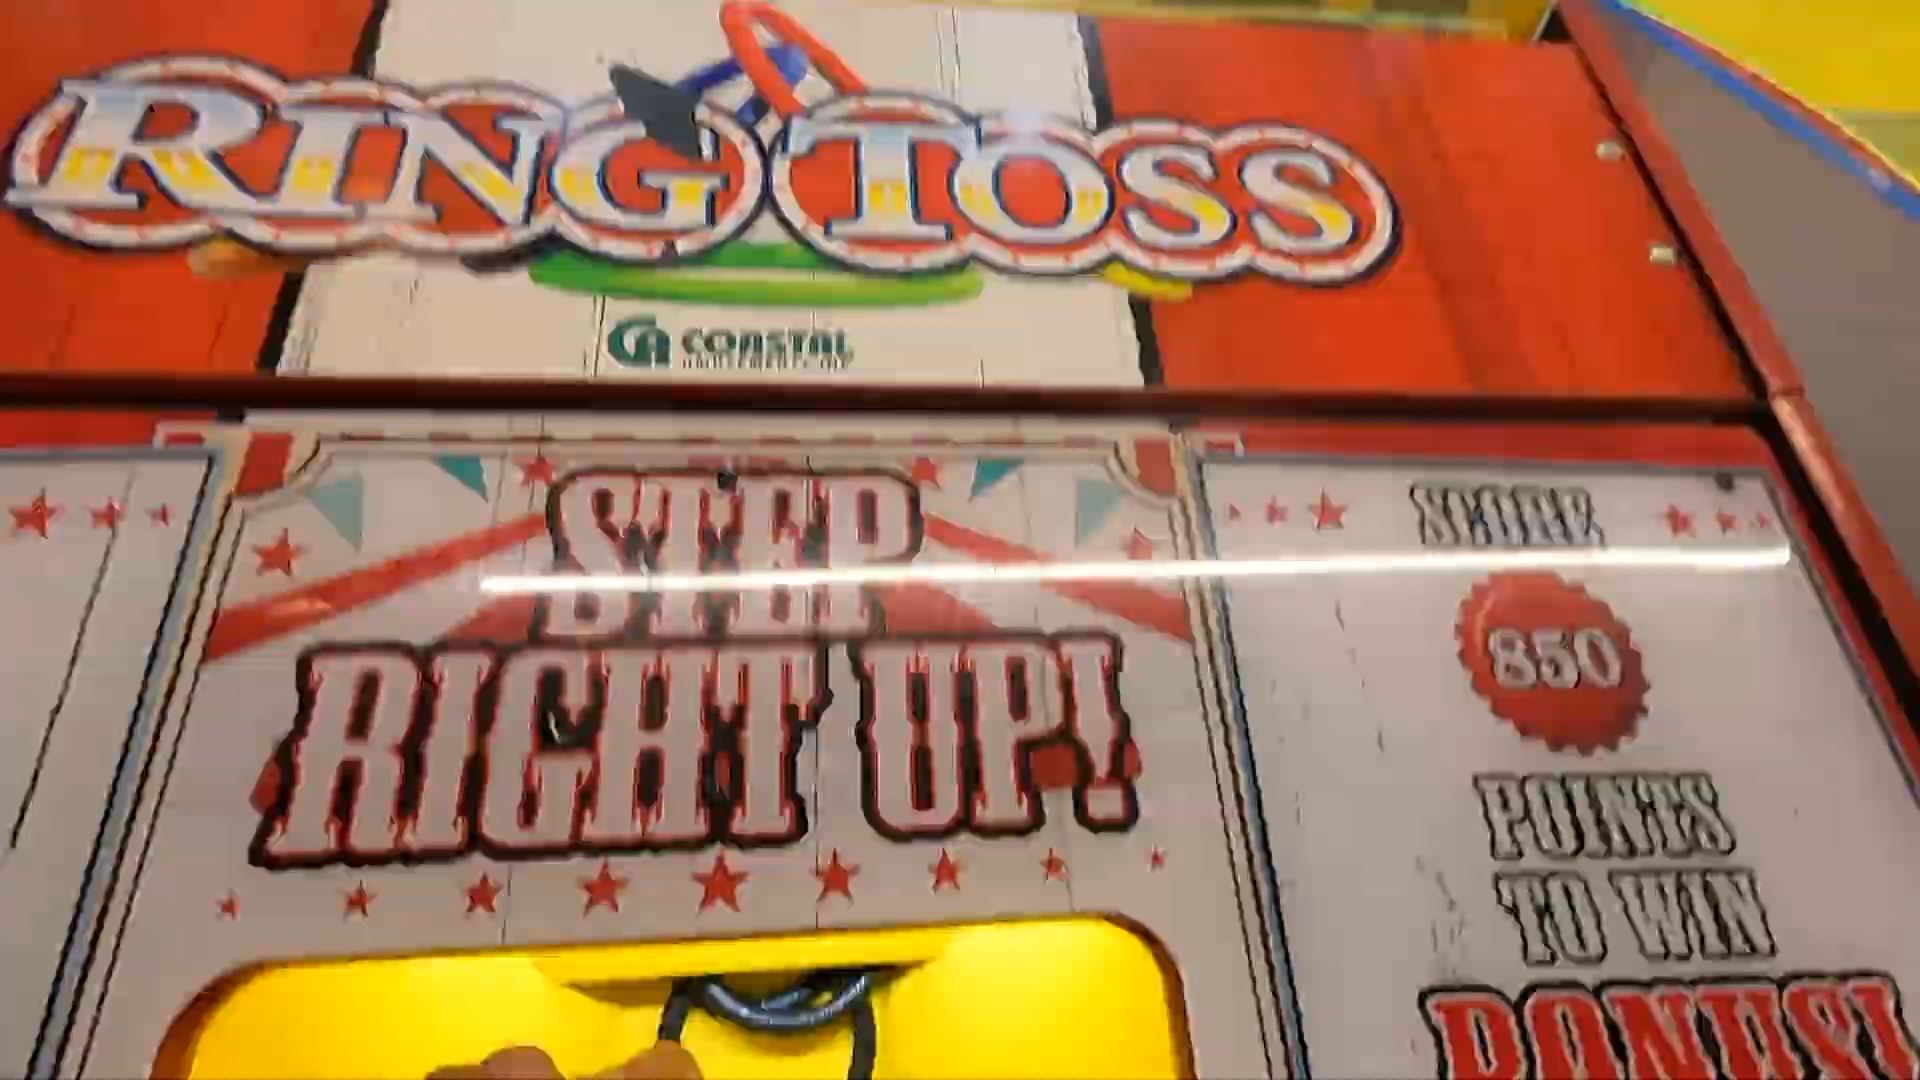 RING TOSS
COASTAL
STEP
RIGHT UP!
SCORE
850
POINTS
TO WIN
BONUS!